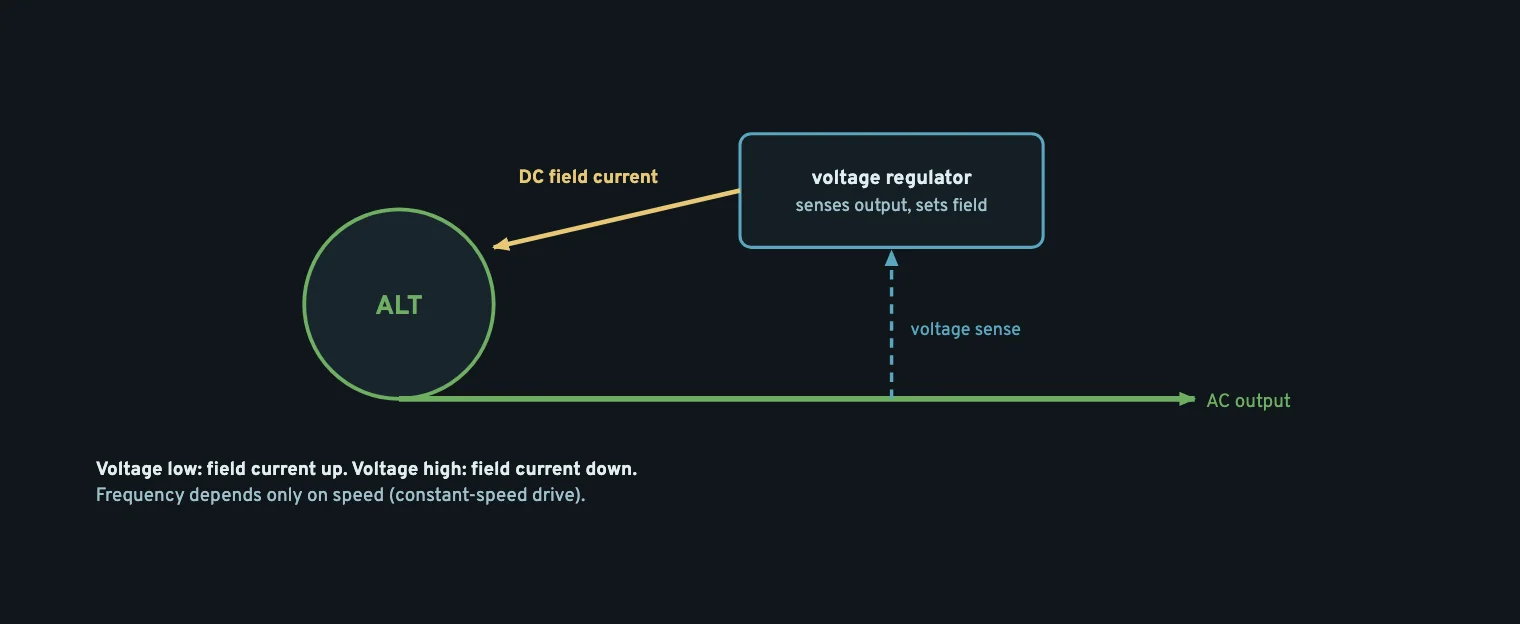 DC field current
voltage regulator
senses output, sets field
ALT
voltage sense
AC output
Voltage low: field current up. Voltage high: field current down.
Frequency depends only on speed (constant-speed drive).